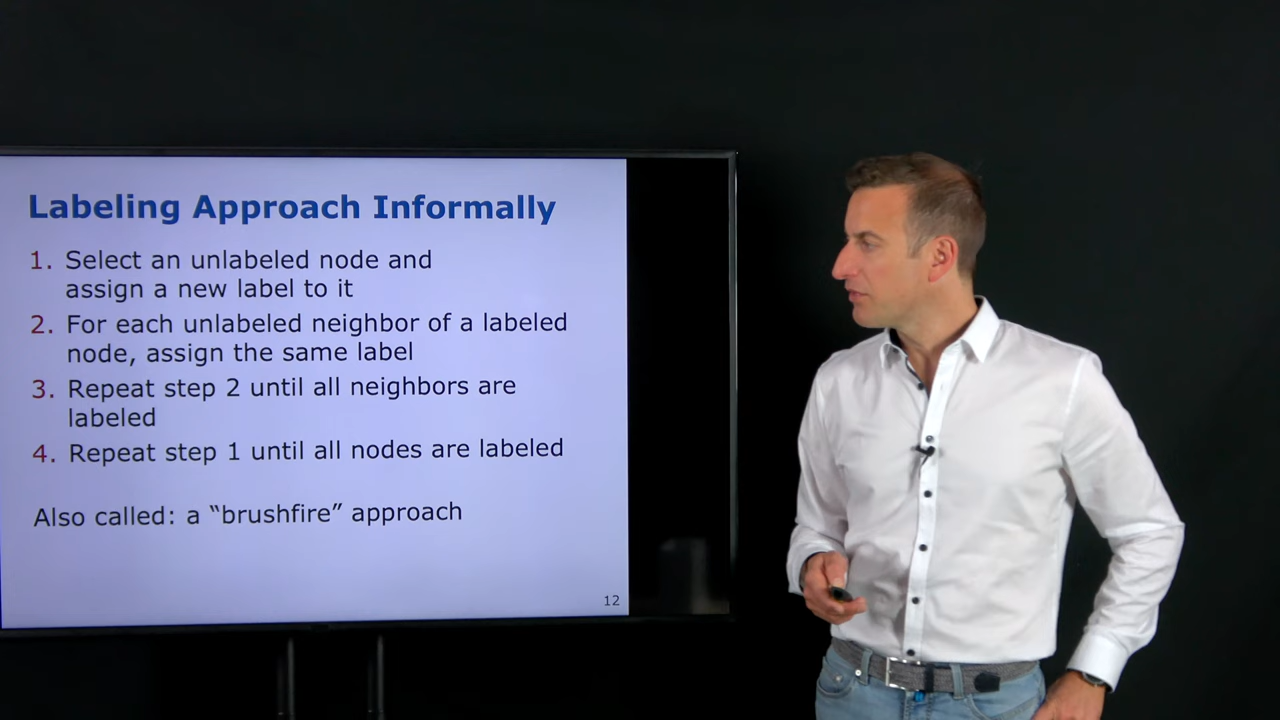 Labeling Approach Informally
1. Select an unlabeled node and
assign a new label to it
2. For each unlabeled neighbor of a labeled
node, assign the same label
3. Repeat step 2 until all neighbors are
labeled
4. Repeat step 1 until all nodes are labeled
Also called: a “brushfire” approach
12